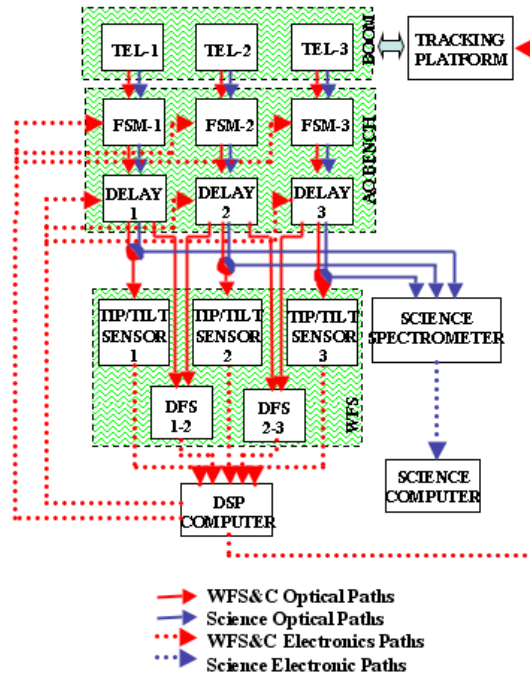 TEL-1
TEL-2
TEL-3
BOOM
TRACKING
PLATFORM
FSM-1
FSM-2
FSM-3
AO BENCH
DELAY
1
DELAY
2
DELAY
3
TIP/TILT
SENSOR
1
TIP/TILT
SENSOR
2
TIP/TILT
SENSOR
3
SCIENCE
SPECTROMETER
DFS
1-2
DFS
2-3
WFS
DSP
COMPUTER
SCIENCE
COMPUTER
WFS&C Optical Paths
Science Optical Paths
WFS&C Electronics Paths
Science Electronic Paths